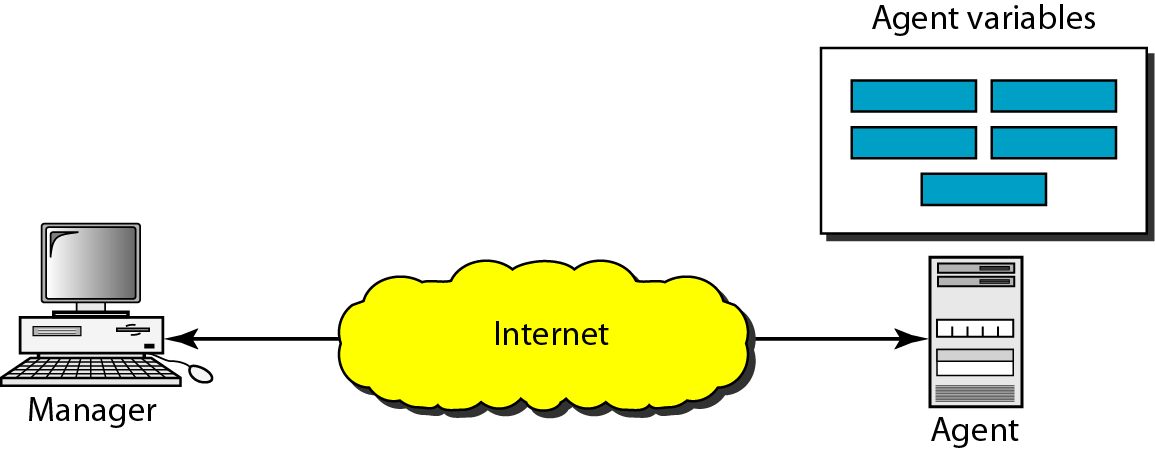 Agent variables
Internet
Manager
Agent